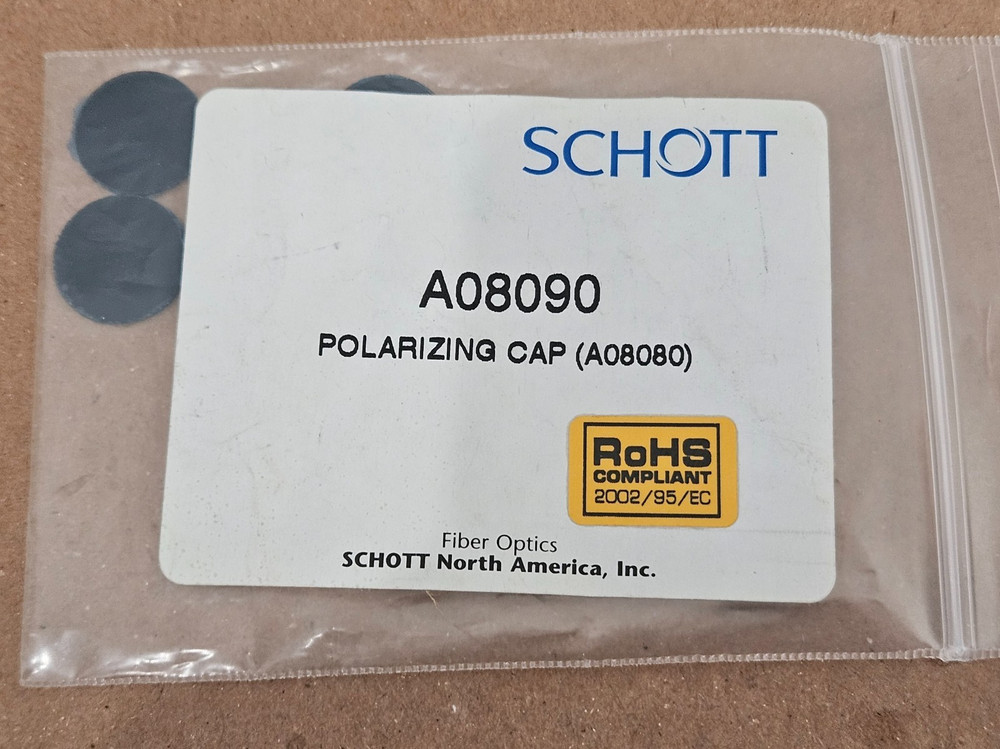 SCHOTT
A08090
POLARIZING CAP (A08080)
RoHS
COMPLIANT
2002/95/EC
Fiber Optics
SCHOTT North America, Inc.